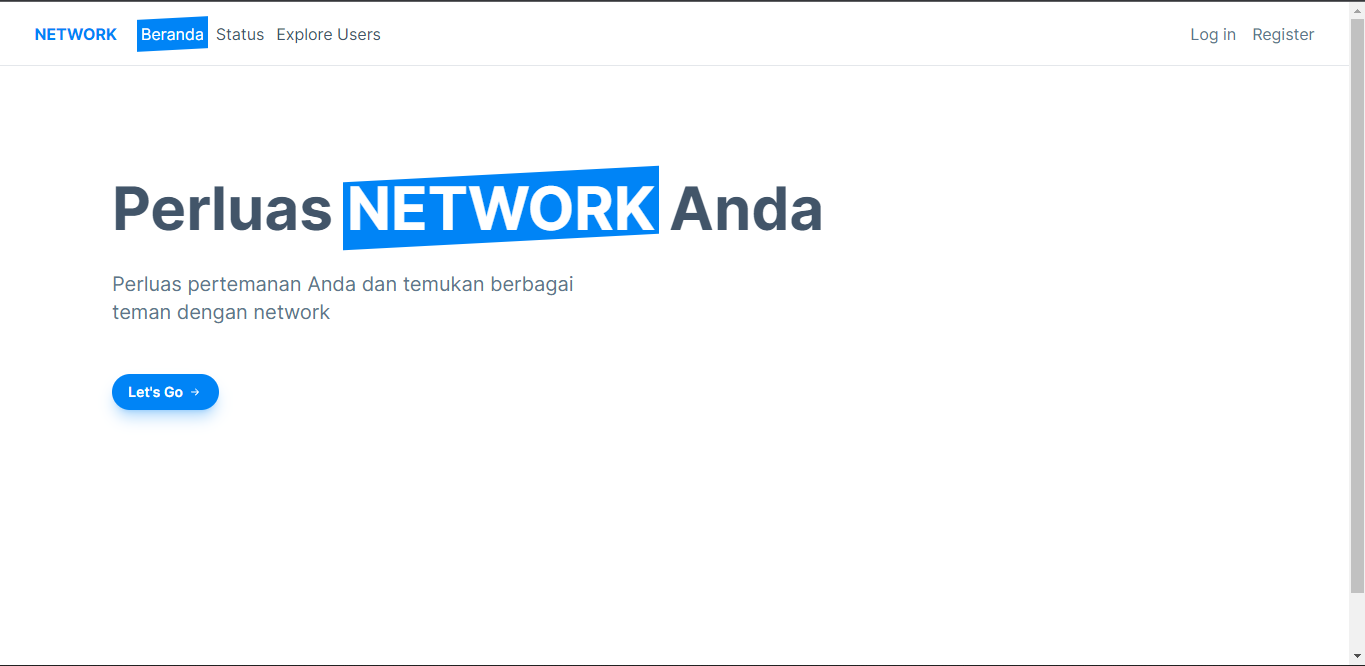 NETWORK Beranda Status Explore Users Log in Register
Perluas NETWORK Anda
Perluas pertemanan Anda dan temukan berbagai
teman dengan network
Let's Go →